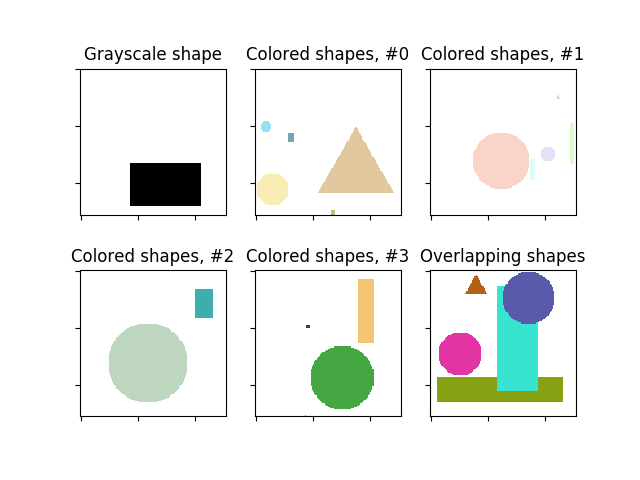 Grayscale shape
Colored shapes, #0
Colored shapes, #1
Colored shapes, #2
Colored shapes, #3
Overlapping shapes